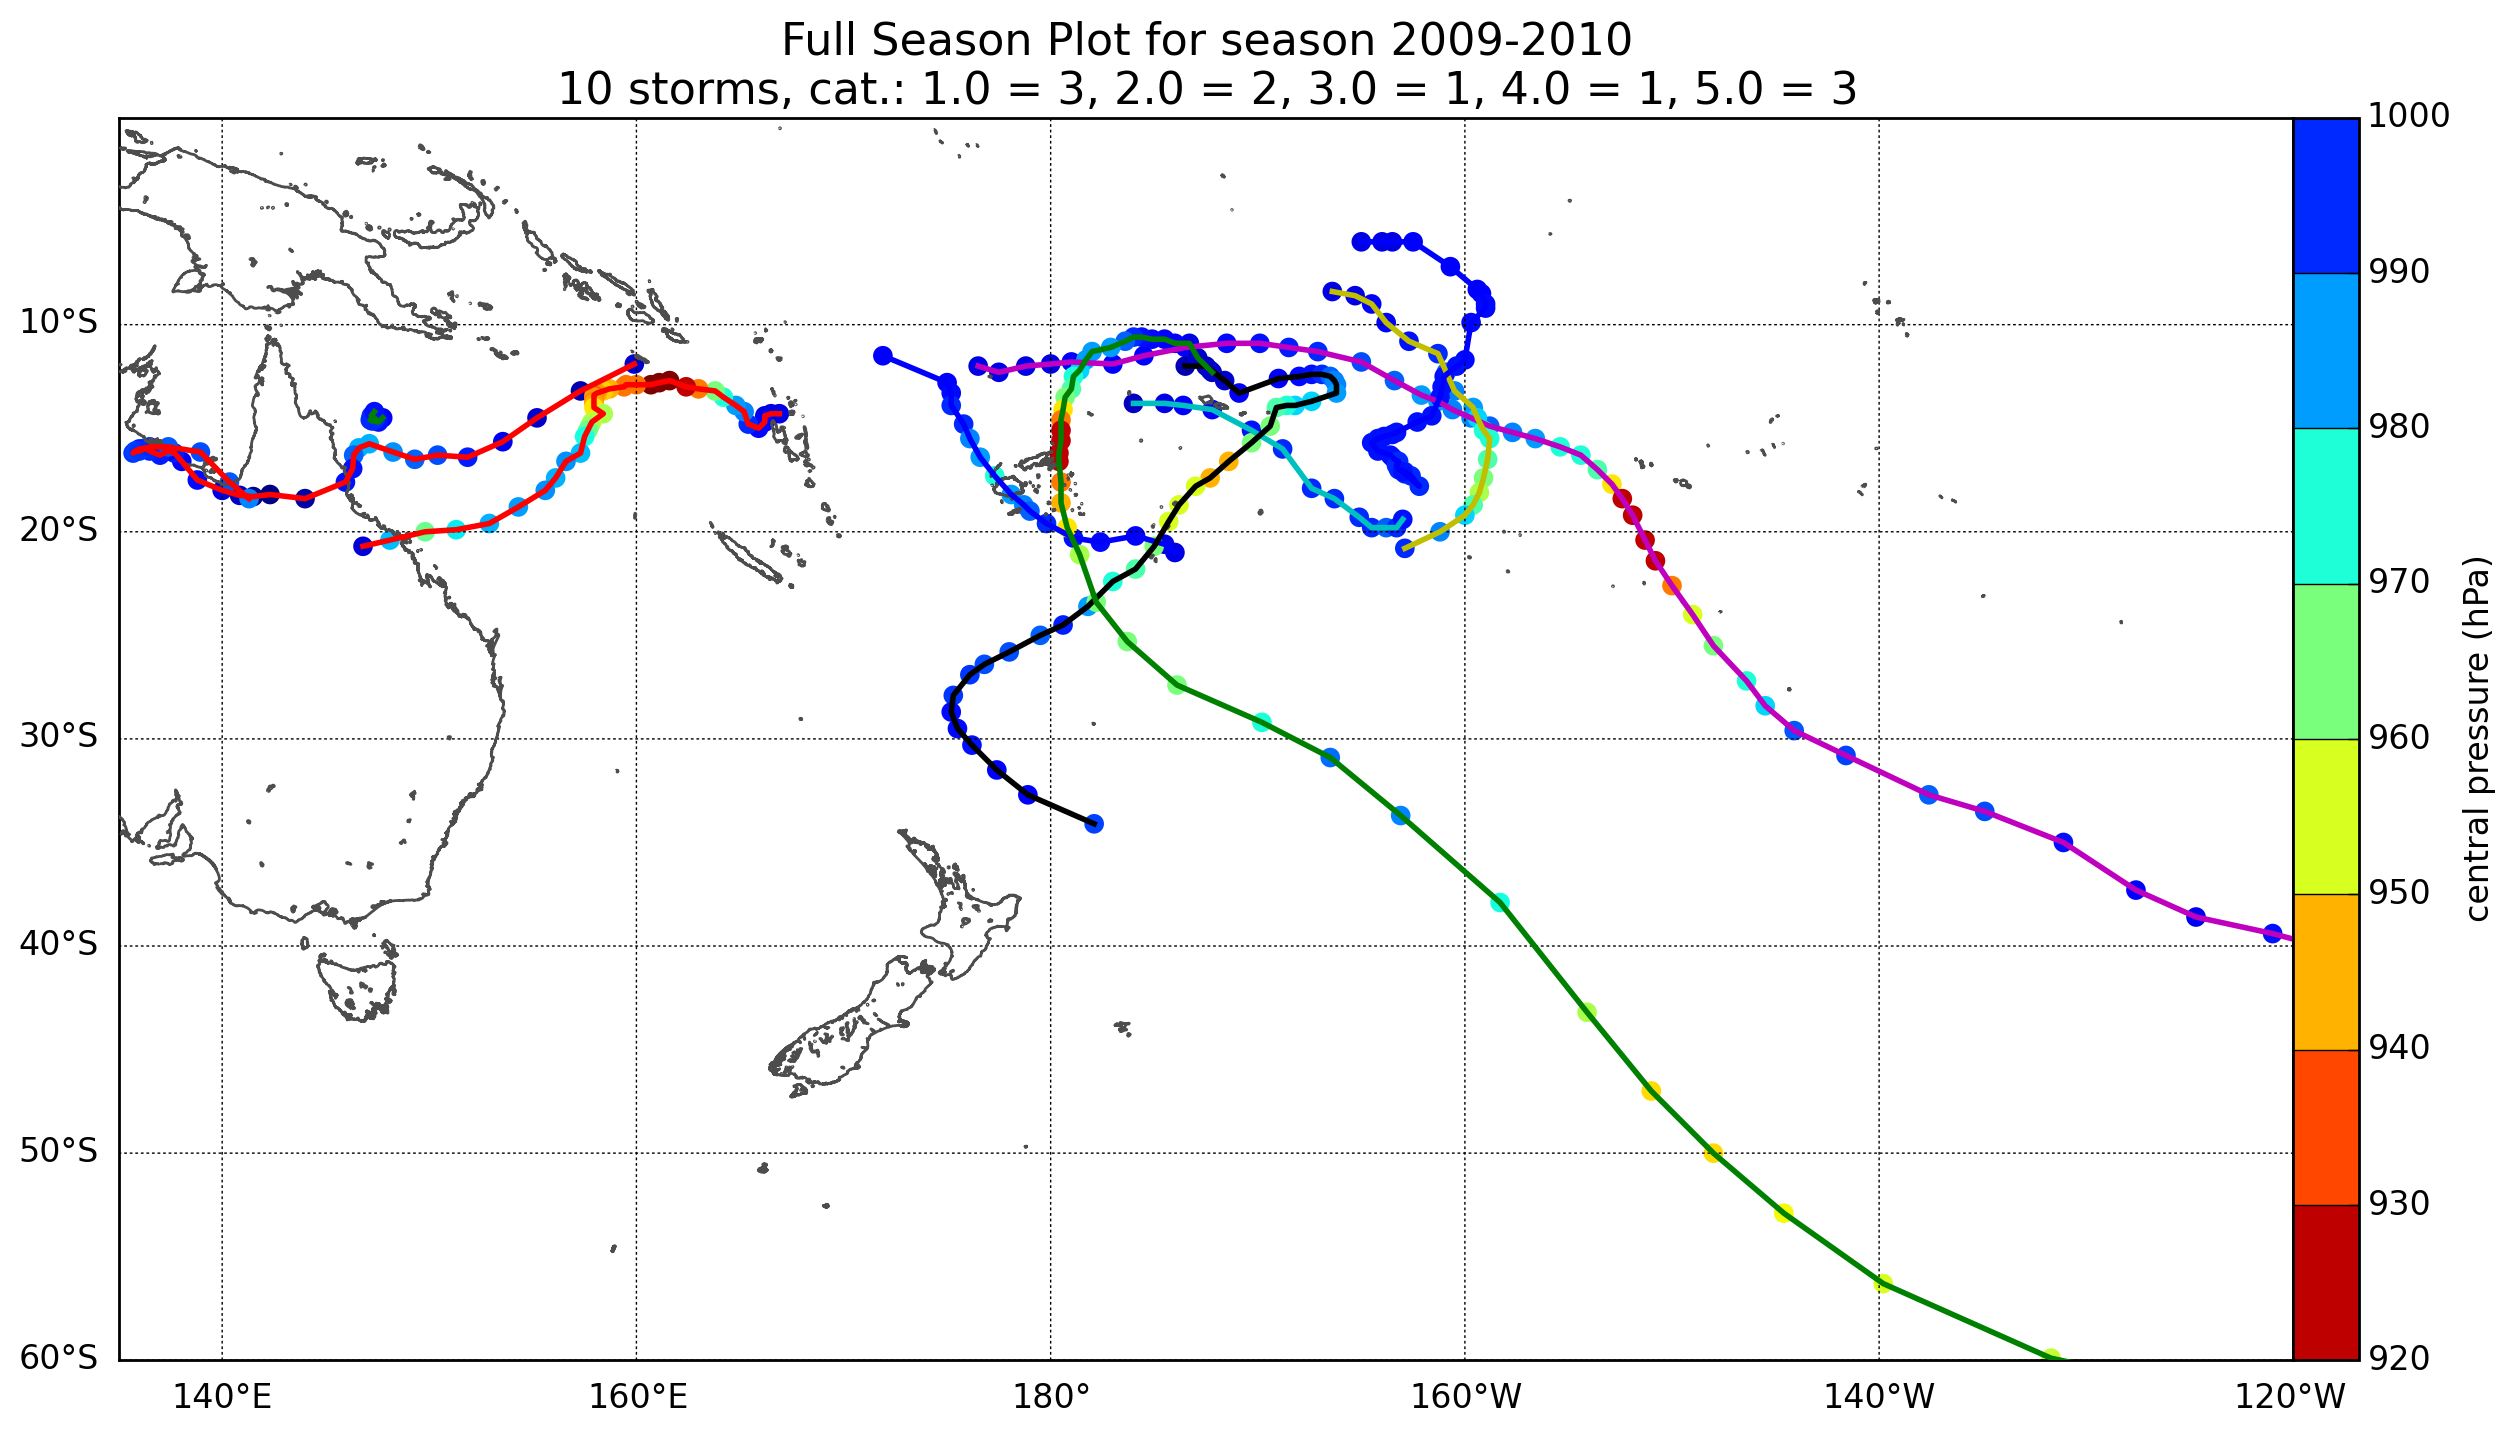 Full Season Plot for season 2009-2010
10 storms, cat.: 1.0 = 3, 2.0 = 2, 3.0 = 1, 4.0 = 1, 5.0 = 3
10°S
20°S
30°S
40°S
50°S
60°S
140°E
160°E
180°
160°W
140°W
120°W
1000
990
980
970
960
950
940
930
920
central pressure (hPa)